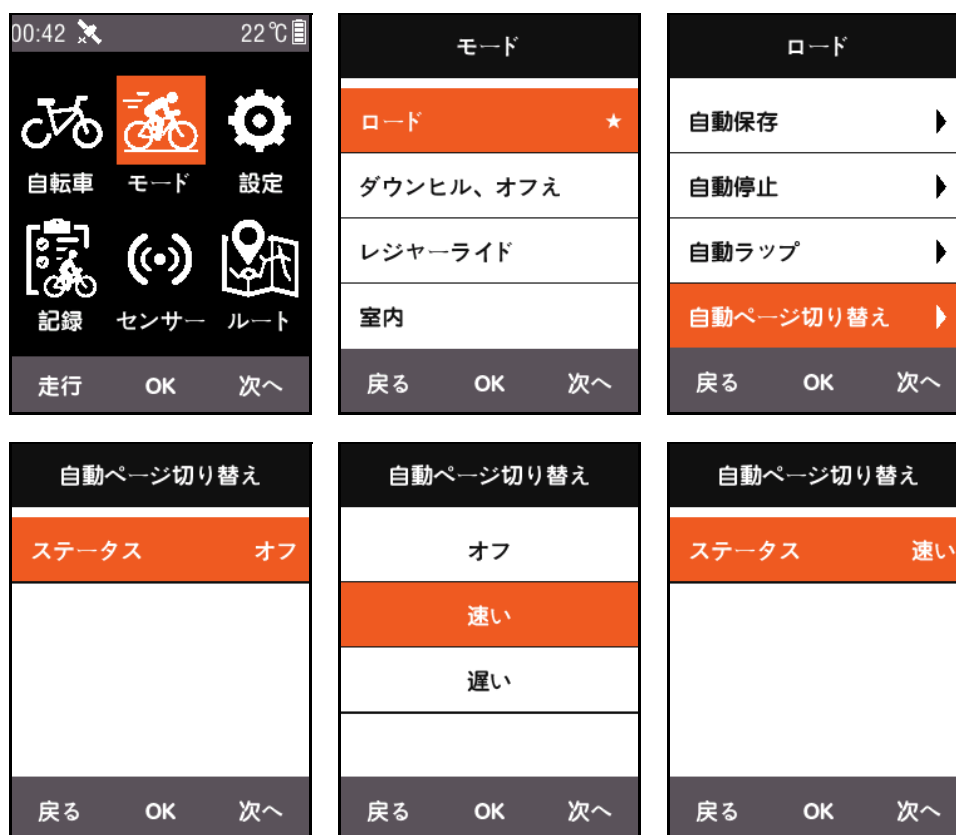 00:42 22℃
自転車 モード 設定
記録 センサー ルート
走行 OK 次へ
モード
ロード ★
ダウンヒル、オフえ
レジャーライド
室内
戻る OK 次へ
ロード
自動保存
自動停止
自動ラップ
自動ページ切り替え
戻る OK 次へ
自動ページ切り替え
ステータス オフ
戻る OK 次へ
自動ページ切り替え
オフ
速い
遅い
戻る OK 次へ
自動ページ切り替え
ステータス 速い
戻る OK 次へ